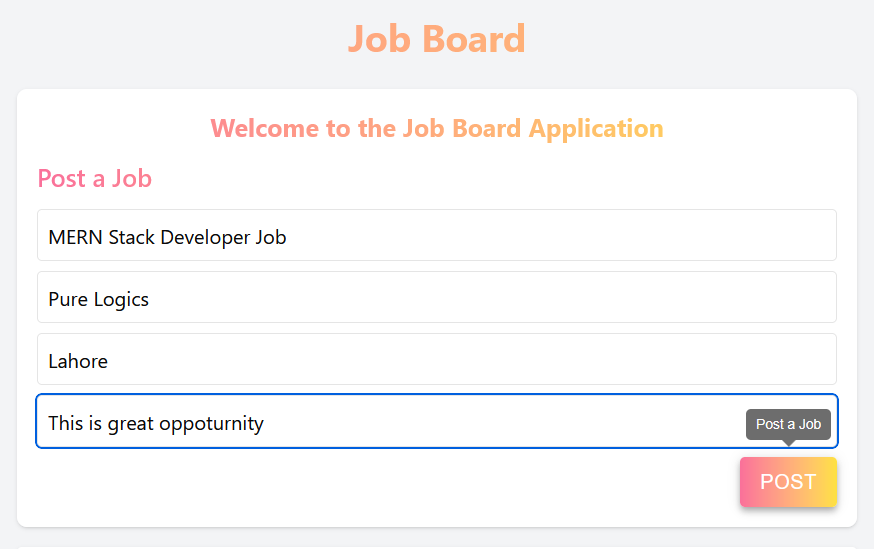 Job Board
Welcome to the Job Board Application
Post a Job
MERN Stack Developer Job
Pure Logics
Lahore
This is great oppoturnity
Post a Job
POST